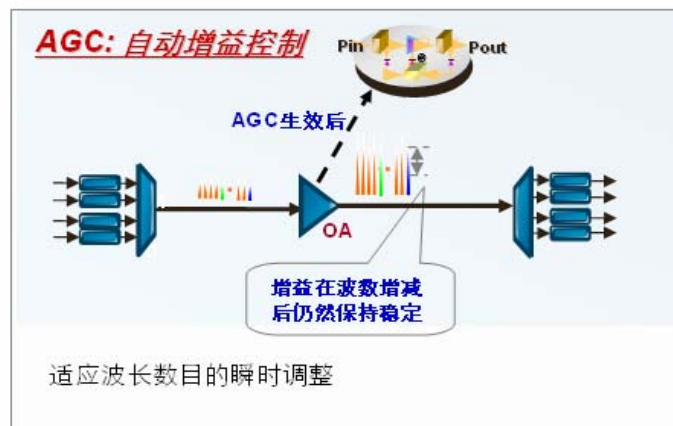 AGC: 自动增益控制
Pin
Pout
AGC生效后
OA
增益在波数增减
后仍然保持稳定
适应波长数目的瞬时调整